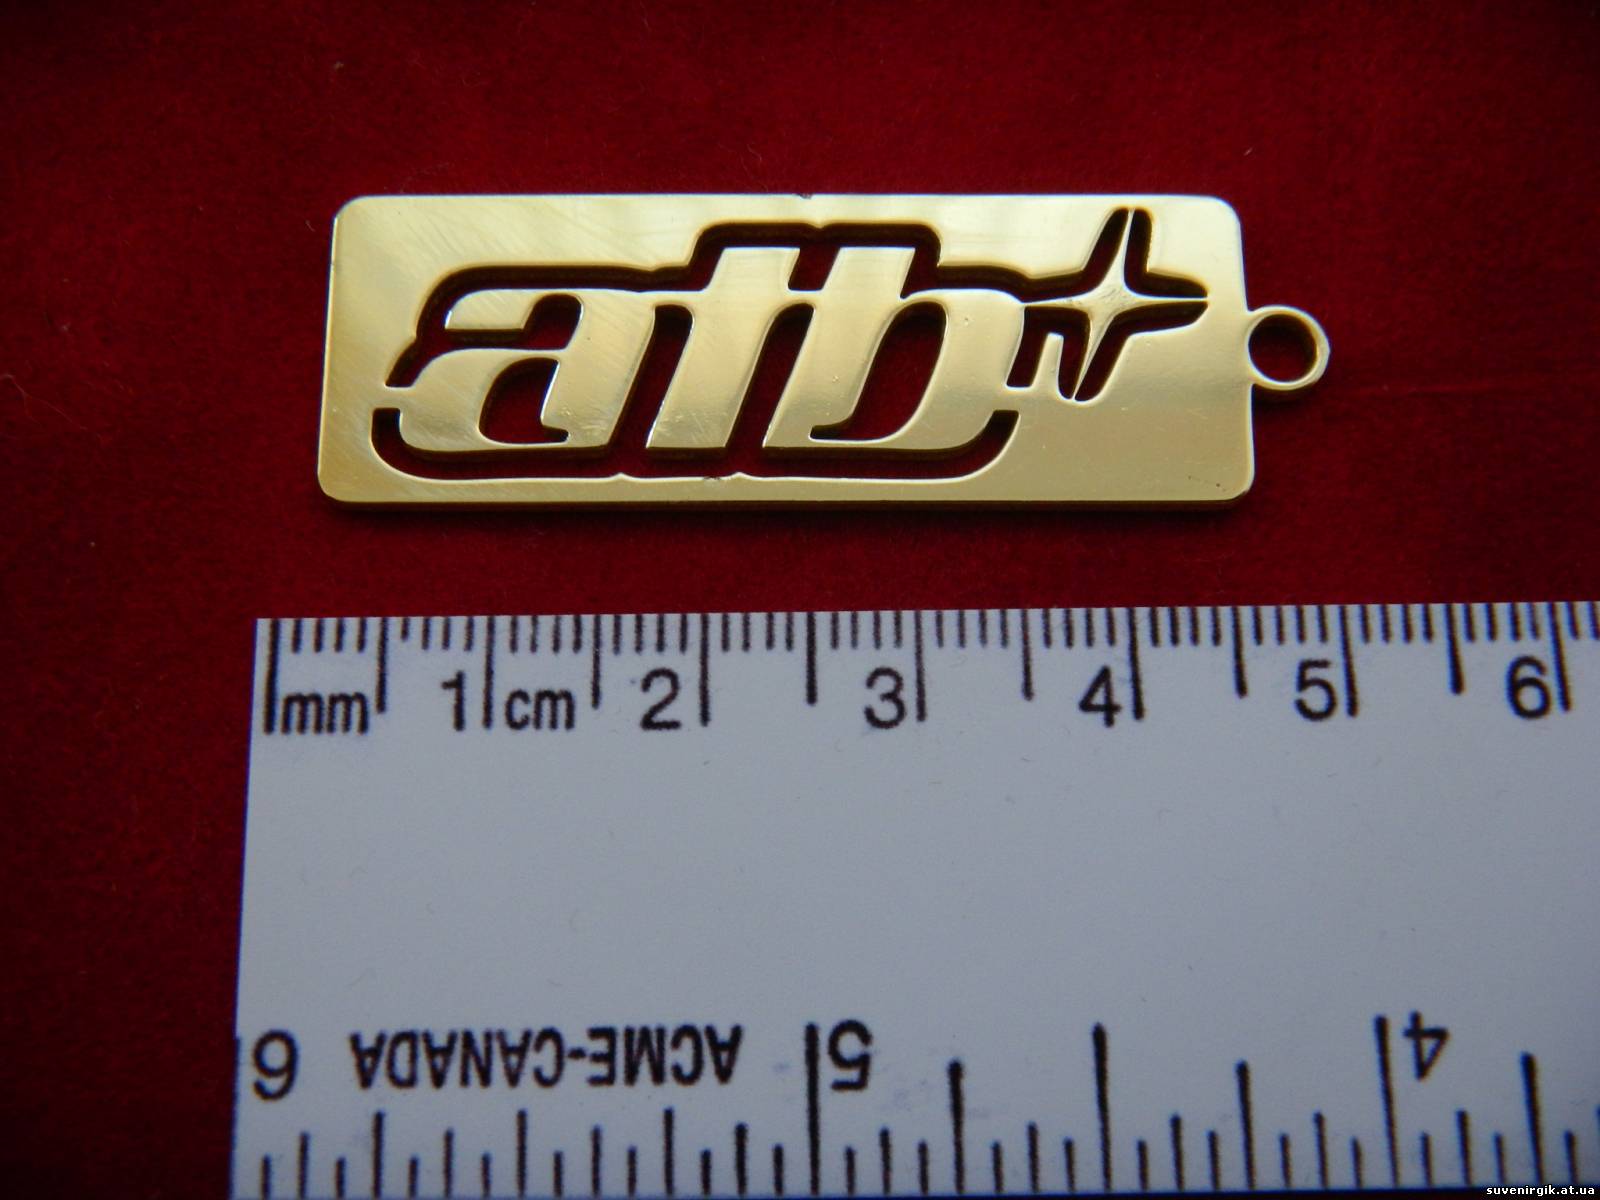 atb
mm 1 cm 2 3 4 5 6
6 ACME-CANADA 5 4
suvenirgik.at.ua